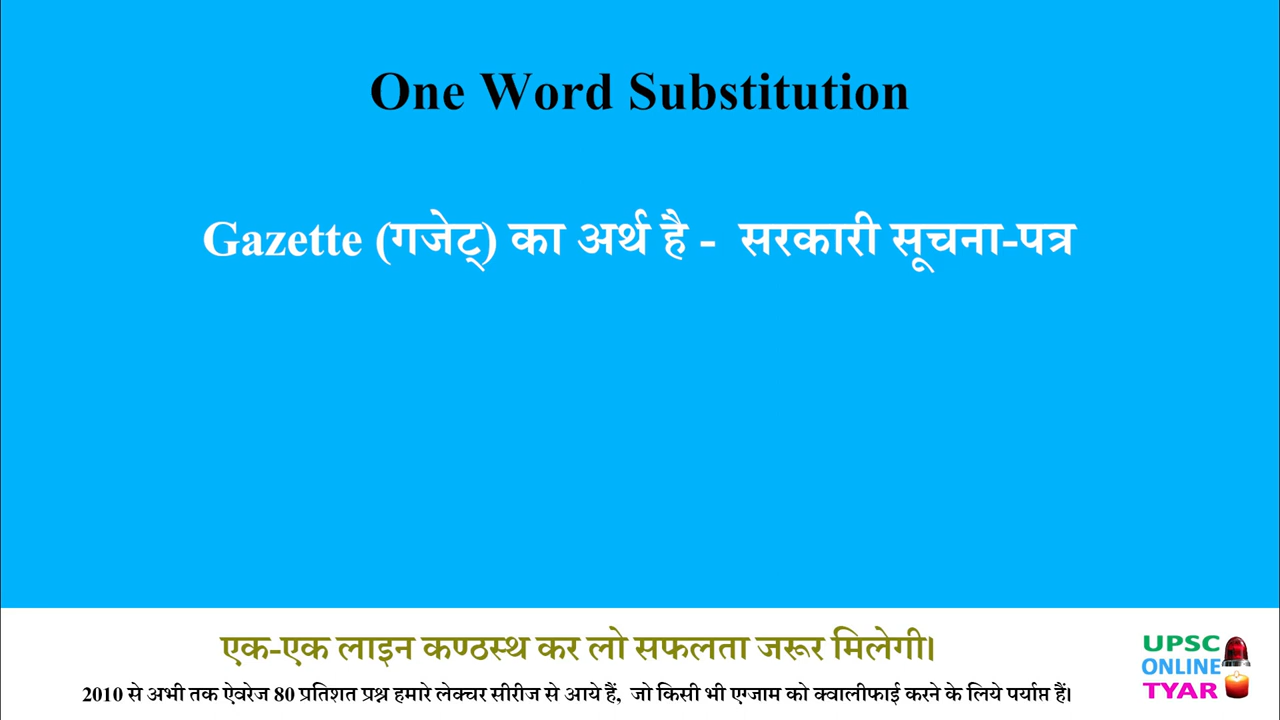 One Word Substitution
Gazette (गजेट्) का अर्थ है - सरकारी सूचना-पत्र
एक-एक लाइन कण्ठस्थ कर लो सफलता जरूर मिलेगी।
2010 से अभी तक ऐवरेज 80 प्रतिशत प्रश्न हमारे लेक्चर सीरीज से आये हैं, जो किसी भी एग्जाम को क्वालीफाई करने के लिये पर्याप्त हैं।
UPSC
ONLINE
TYAR